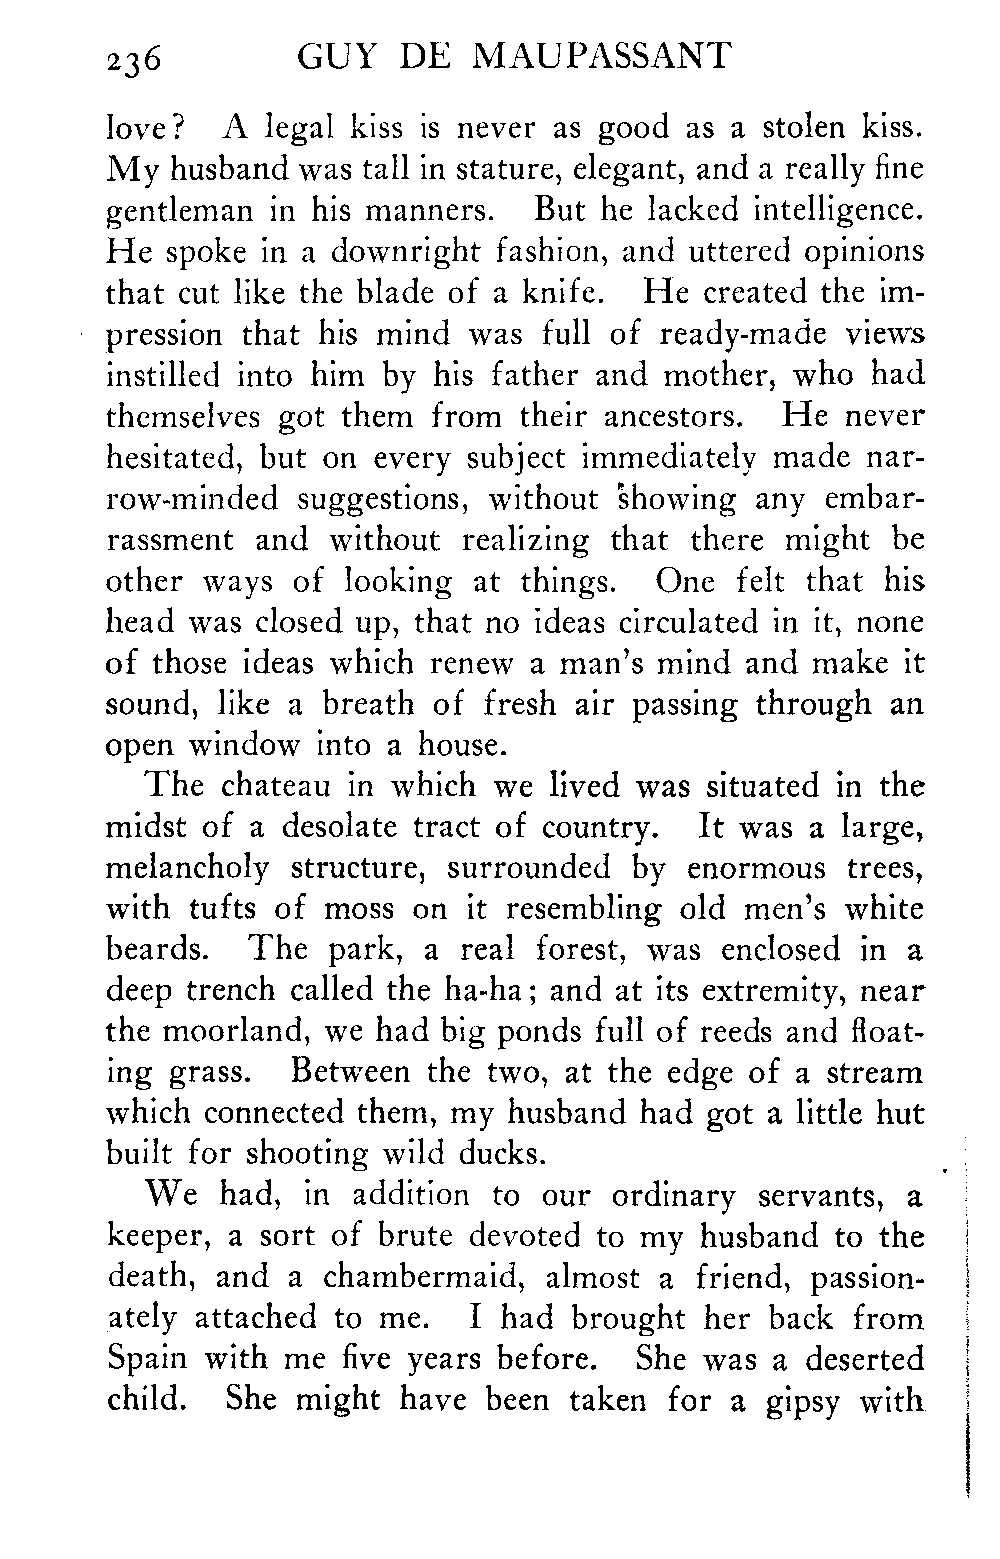 236 GUY DE MAUPASSANT
love? A legal kiss is never as good as a stolen kiss.
My husband was tall in stature, elegant, and a really fine
gentleman in his manners. But he lacked intelligence.
He spoke in a downright fashion, and uttered opinions
that cut like the blade of a knife. He created the im-
pression that his mind was full of ready-made views
instilled into him by his father and mother, who had
themselves got them from their ancestors. He never
hesitated, but on every subject immediately made nar-
row-minded suggestions, without showing any embar-
rassment and without realizing that there might be
other ways of looking at things. One felt that his
head was closed up, that no ideas circulated in it, none
of those ideas which renew a man's mind and make it
sound, like a breath of fresh air passing through an
open window into a house.
The chateau in which we lived was situated in the
midst of a desolate tract of country. It was a large,
melancholy structure, surrounded by enormous trees,
with tufts of moss on it resembling old men's white
beards. The park, a real forest, was enclosed in a
deep trench called the ha-ha; and at its extremity, near
the moorland, we had big ponds full of reeds and float-
ing grass. Between the two, at the edge of a stream
which connected them, my husband had got a little hut
built for shooting wild ducks.
We had, in addition to our ordinary servants, a
keeper, a sort of brute devoted to my husband to the
death, and a chambermaid, almost a friend, passion-
ately attached to me. I had brought her back from
Spain with me five years before. She was a deserted
child. She might have been taken for a gipsy with